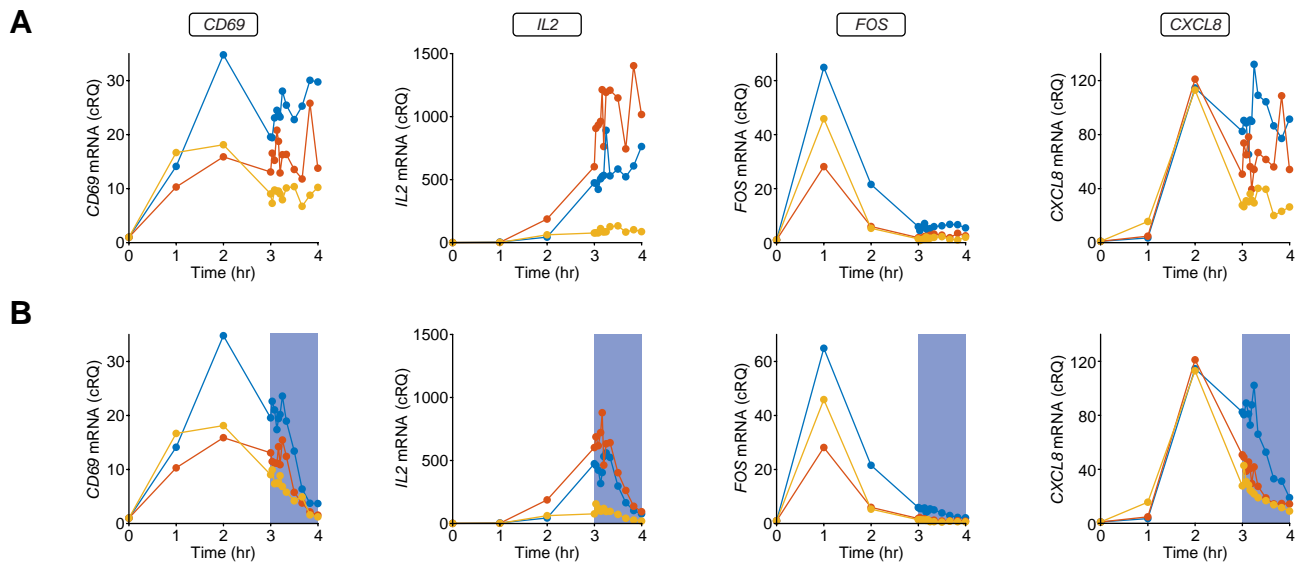 A
CD69
IL2
FOS
CXCL8
CD69 mRNA (cRQ)
30
20
10
0
0 1 2 3 4
Time (hr)
IL2 mRNA (cRQ)
1500
1000
500
0
0 1 2 3 4
Time (hr)
FOS mRNA (cRQ)
60
40
20
0
0 1 2 3 4
Time (hr)
CXCL8 mRNA (cRQ)
120
80
40
0
0 1 2 3 4
Time (hr)
B
CD69 mRNA (cRQ)
30
20
10
0
0 1 2 3 4
Time (hr)
IL2 mRNA (cRQ)
1500
1000
500
0
0 1 2 3 4
Time (hr)
FOS mRNA (cRQ)
60
40
20
0
0 1 2 3 4
Time (hr)
CXCL8 mRNA (cRQ)
120
80
40
0
0 1 2 3 4
Time (hr)